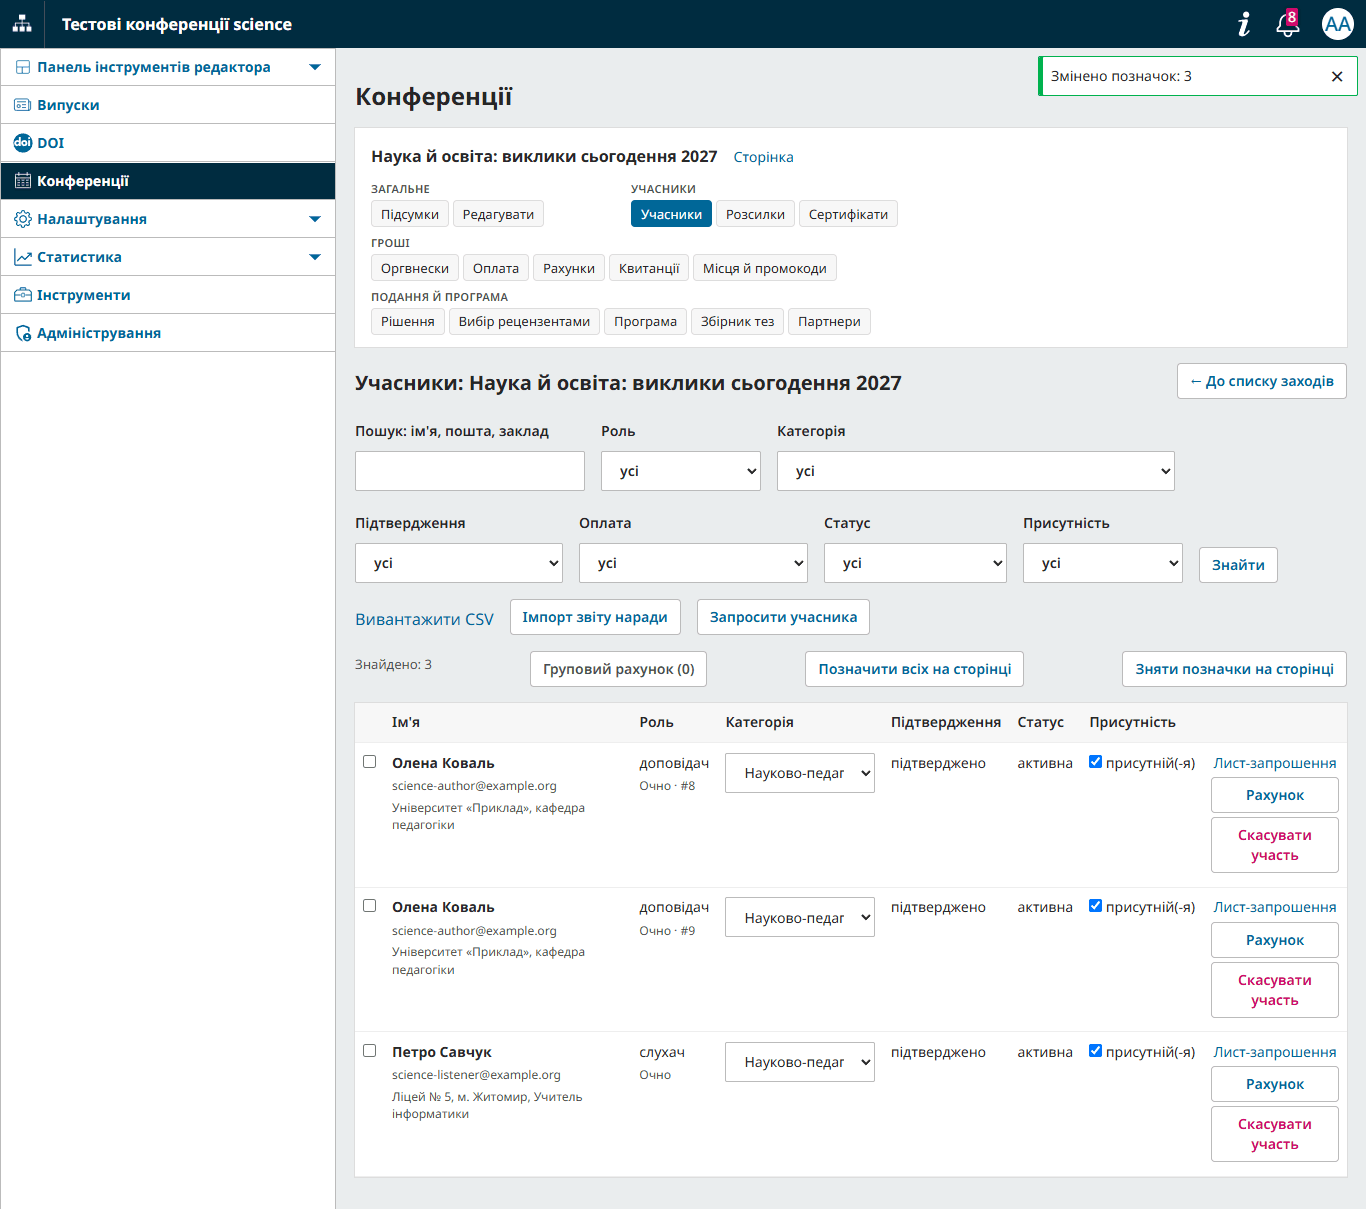 Тестові конференції science
8
AA
Панель інструментів редактора
Випуски
doi DOI
Конференції
Налаштування
Статистика
Інструменти
Адміністрування
Змінено позначок: 3
Конференції
Наука й освіта: виклики сьогодення 2027 Сторінка
ЗАГАЛЬНЕ
Підсумки Редагувати
УЧАСНИКИ
Учасники Розсилки Сертифікати
ГРОШІ
Оргвнески Оплата Рахунки Квитанції Місця й промокоди
ПОДАННЯ Й ПРОГРАМА
Рішення Вибір рецензентами Програма Збірник тез Партнери
Учасники: Наука й освіта: виклики сьогодення 2027
← До списку заходів
Пошук: ім'я, пошта, заклад Роль Категорія
усі усі
Підтвердження Оплата Статус Присутність
усі усі усі усі Знайти
Вивантажити CSV Імпорт звіту наради Запросити учасника
Знайдено: 3 Груповий рахунок (0) Позначити всіх на сторінці Зняти позначки на сторінці
Ім'я Роль Категорія Підтвердження Статус Присутність
Олена Коваль доповідач Науково-педаг підтверджено активна присутній(-я) Лист-запрошення
science-author@example.org Очно · #8
Університет «Приклад», кафедра
педагогіки
Рахунок
Скасувати
участь
Олена Коваль доповідач Науково-педаг підтверджено активна присутній(-я) Лист-запрошення
science-author@example.org Очно · #9
Університет «Приклад», кафедра
педагогіки
Рахунок
Скасувати
участь
Петро Савчук слухач Науково-педаг підтверджено активна присутній(-я) Лист-запрошення
science-listener@example.org Очно
Ліцей № 5, м. Житомир, Учитель
інформатики
Рахунок
Скасувати
участь